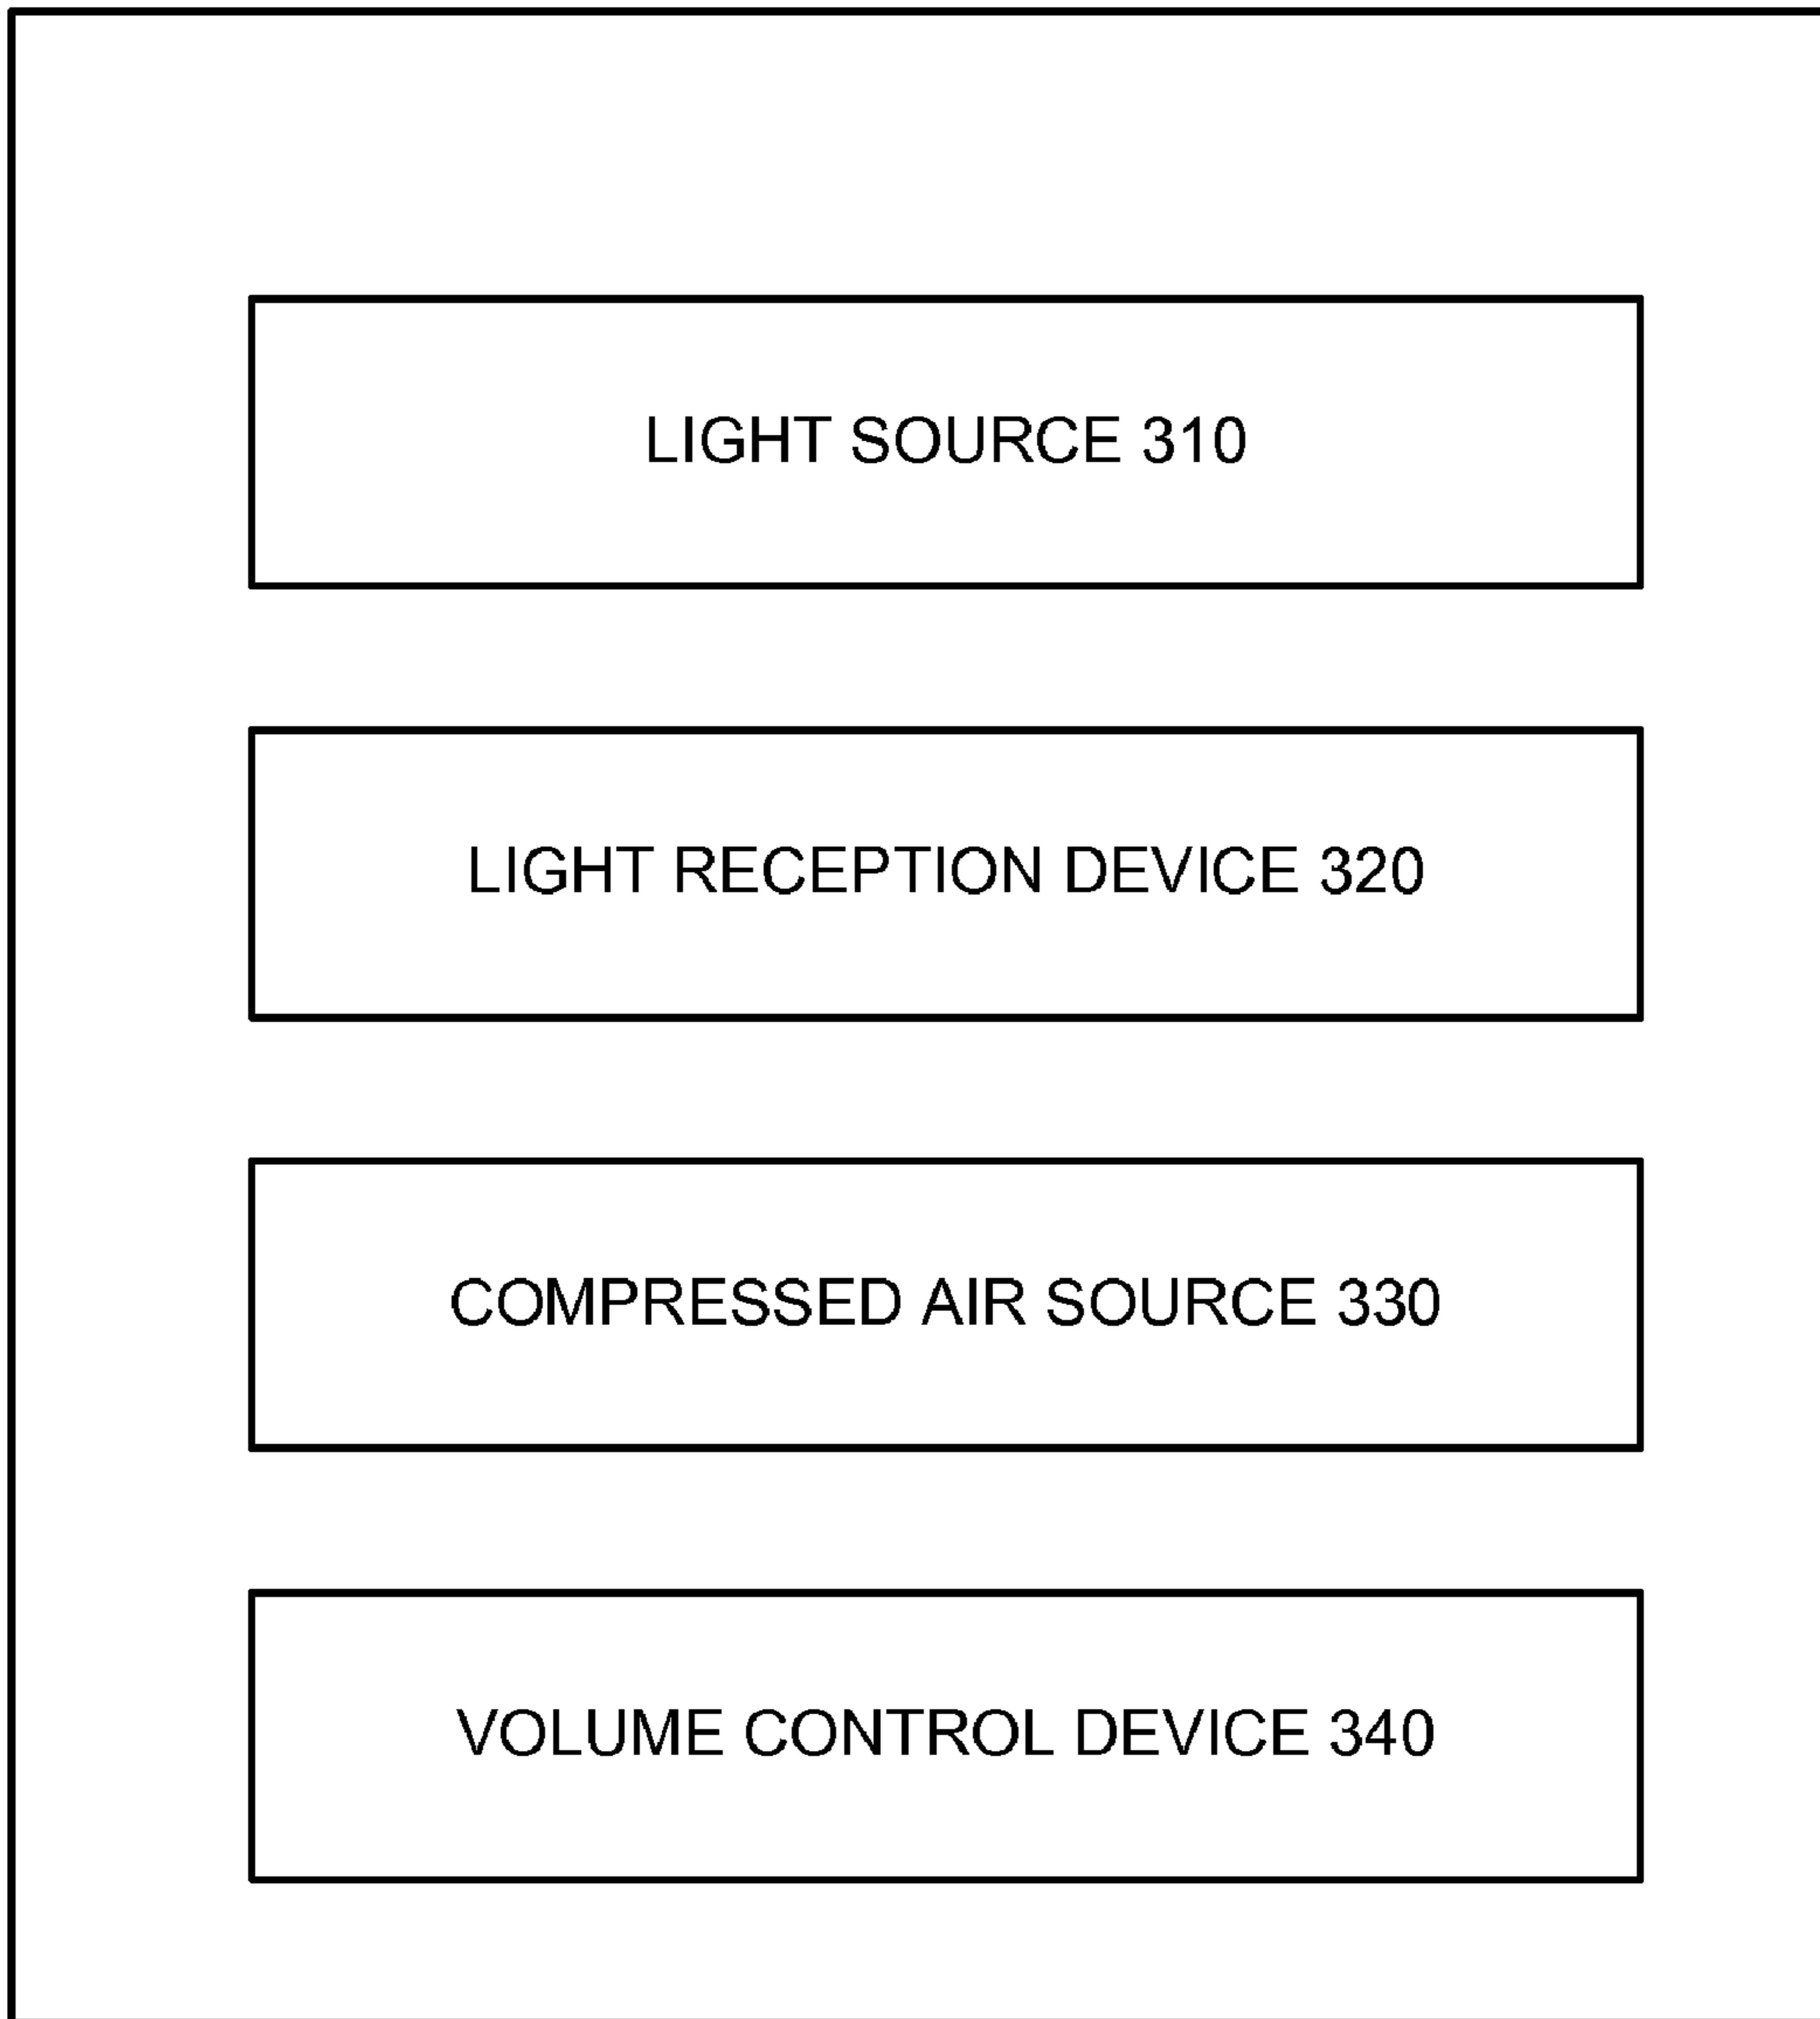 LIGHT SOURCE 310
LIGHT RECEPTION DEVICE 320
COMPRESSED AIR SOURCE 330
VOLUME CONTROL DEVICE 340